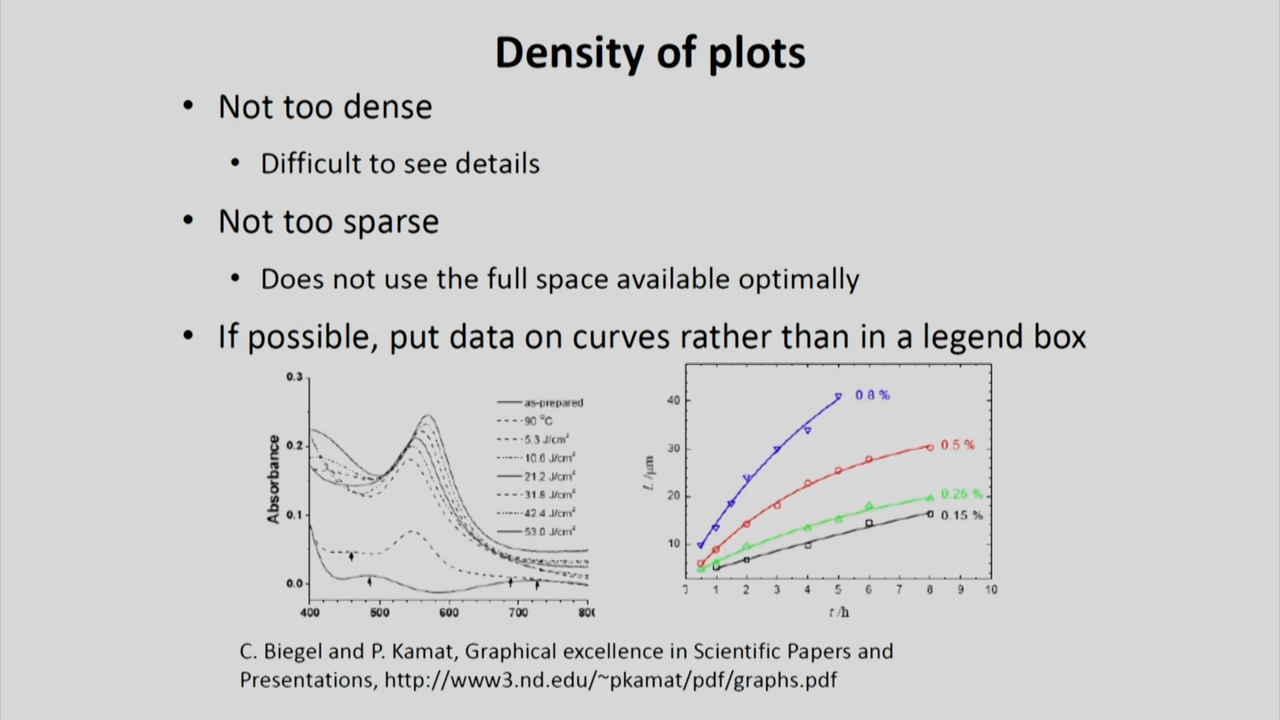 Density of plots
• Not too dense
• Difficult to see details
• Not too sparse
• Does not use the full space available optimally
• If possible, put data on curves rather than in a legend box
0.3
0.2
0.1
0.0
Absorbance
400 500 600 700 800
as-prepared
90 °C
5.3 J/cm²
10.6 J/cm²
21.2 J/cm²
31.8 J/cm²
42.4 J/cm²
53.0 J/cm²
40
30
20
10
L /μm
1 2 3 4 5 6 7 8 9 10
t /h
0.8 %
0.5 %
0.25 %
0.15 %
C. Biegel and P. Kamat, Graphical excellence in Scientific Papers and
Presentations, http://www3.nd.edu/~pkamat/pdf/graphs.pdf